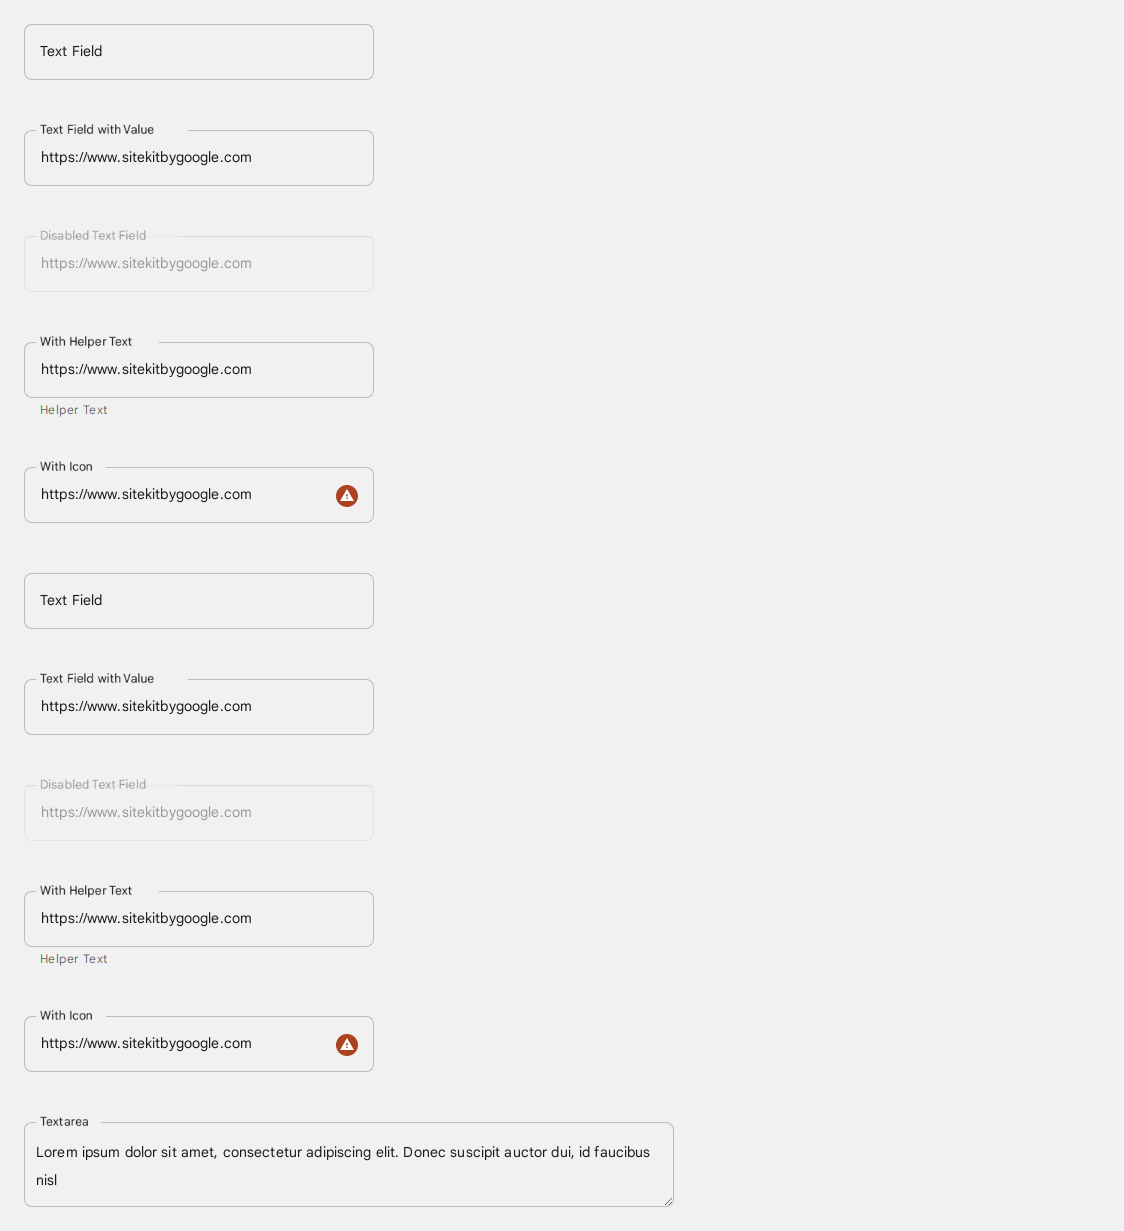 Text Field
Text Field with Value
https://www.sitekitbygoogle.com
Disabled Text Field
https://www.sitekitbygoogle.com
With Helper Text
https://www.sitekitbygoogle.com
Helper Text
With Icon
https://www.sitekitbygoogle.com
Text Field
Text Field with Value
https://www.sitekitbygoogle.com
Disabled Text Field
https://www.sitekitbygoogle.com
With Helper Text
https://www.sitekitbygoogle.com
Helper Text
With Icon
https://www.sitekitbygoogle.com
Textarea
Lorem ipsum dolor sit amet, consectetur adipiscing elit. Donec suscipit auctor dui, id faucibus
nisl